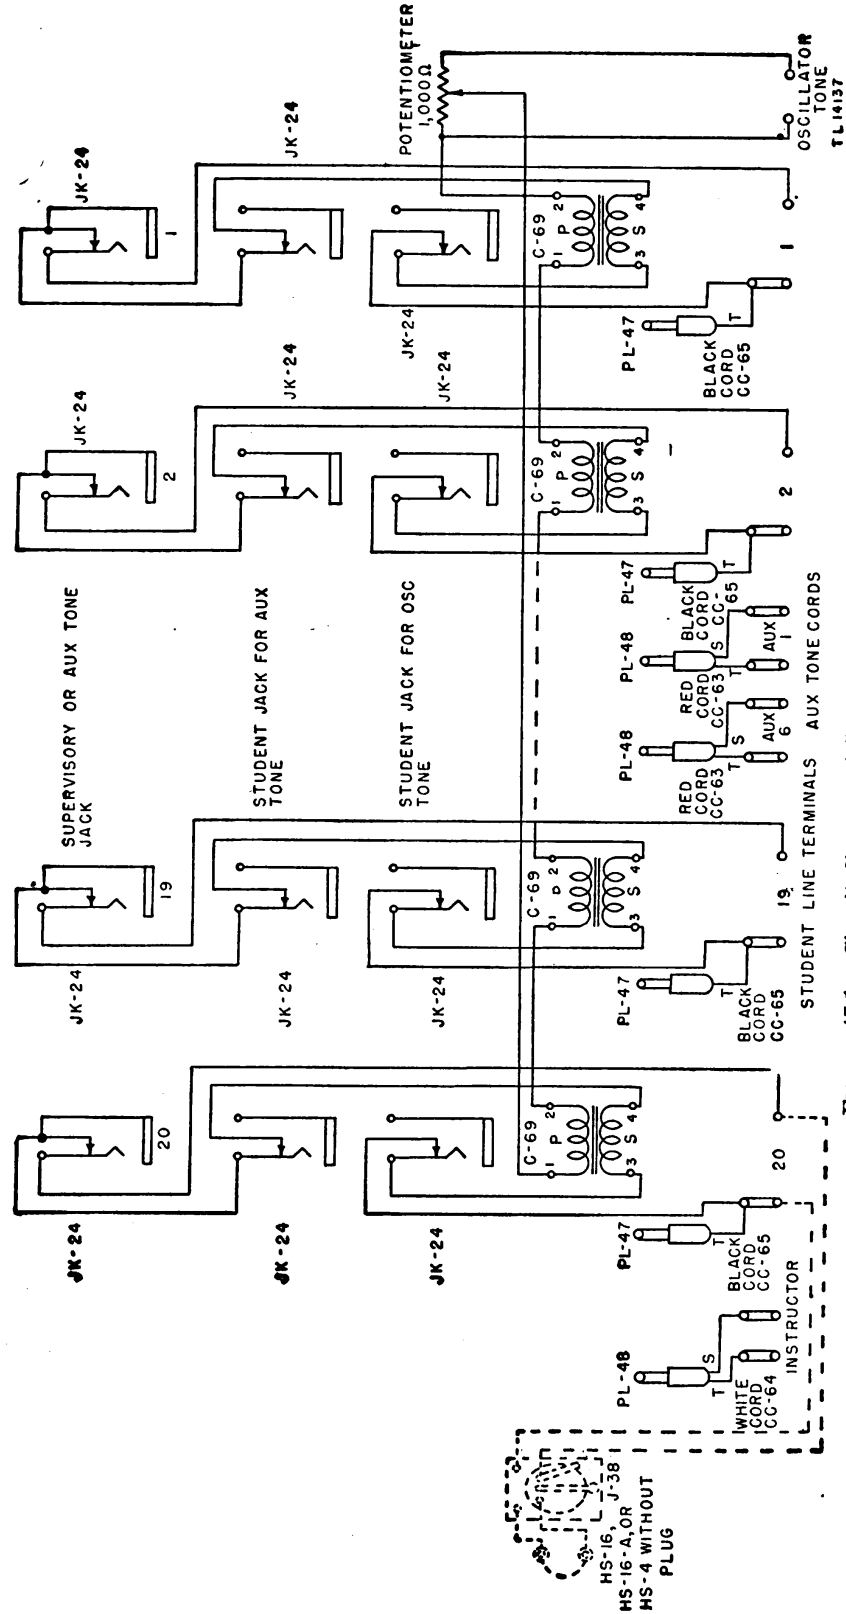 POTENTIOMETER
1,000Ω
OSCILLATOR
TONE
TL14137
JK-24
1
JK-24
JK-24
C-69
1
P
2
3
S
4
PL-47
BLACK
CORD
CC-65
T
1
JK-24
2
JK-24
JK-24
C-69
1
P
2
3
S
4
PL-47
BLACK
CORD
CC-65
T
2
SUPERVISORY OR AUX TONE
JACK
STUDENT JACK FOR AUX
TONE
STUDENT JACK FOR OSC
TONE
PL-48
RED
CORD
CC-63
T
S
AUX
1
PL-48
RED
CORD
CC-63
T
S
AUX
6
STUDENT LINE TERMINALS
AUX TONE CORDS
JK-24
19
JK-24
JK-24
C-69
1
P
2
3
S
4
PL-47
BLACK
CORD
CC-65
T
19
JK-24
20
JK-24
JK-24
C-69
1
P
2
3
S
4
PL-47
BLACK
CORD
CC-65
T
20
PL-48
WHITE
CORD
CC-64
T
S
INSTRUCTOR
J-38
HS-16,
HS-16-A, OR
HS-4 WITHOUT
PLUG